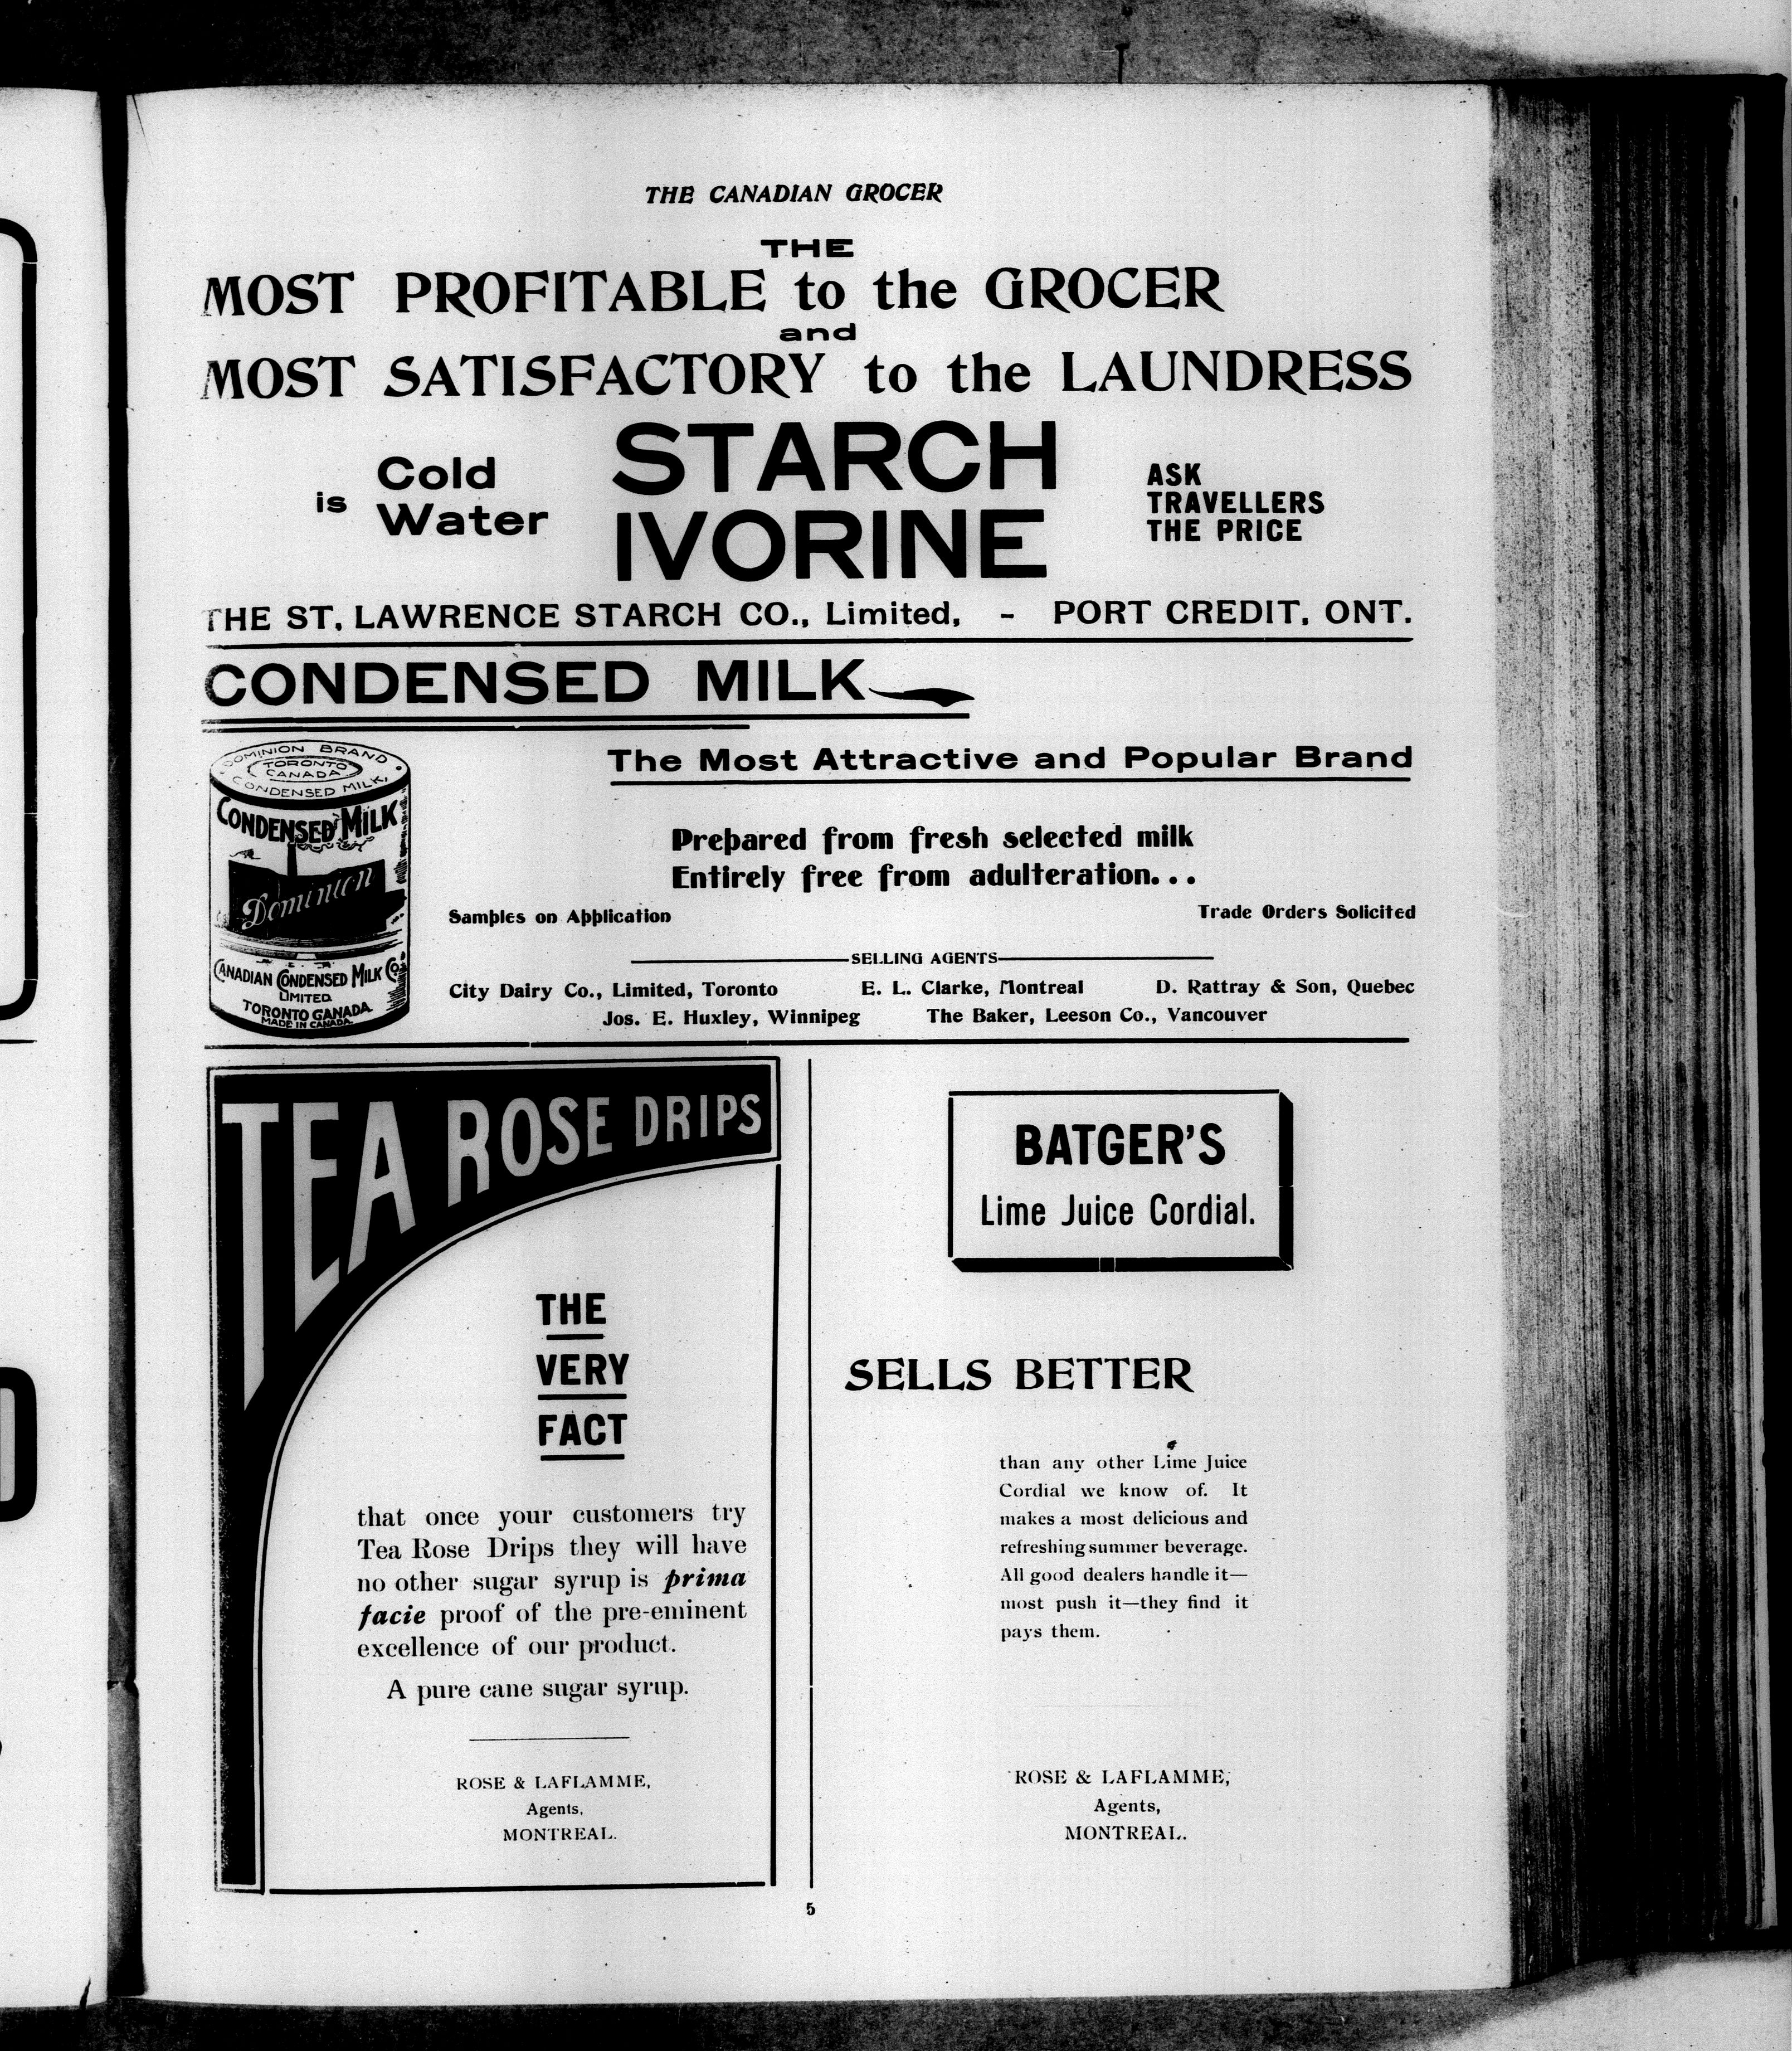 THE CANADIAN GROCER
THE
MOST PROFITABLE to the GROCER
and
MOST SATISFACTORY to the LAUNDRESS
is Cold Water
STARCH
IVORINE
ASK
TRAVELLERS
THE PRICE
THE ST. LAWRENCE STARCH CO., Limited, - PORT CREDIT, ONT.
CONDENSED MILK
DOMINION BRAND
TORONTO
CANADA
CONDENSED MILK.
CONDENSED MILK
Dominion
CANADIAN CONDENSED MILK CO.
LIMITED.
TORONTO CANADA.
MADE IN CANADA.
The Most Attractive and Popular Brand
Prepared from fresh selected milk
Entirely free from adulteration...
Samples on Application Trade Orders Solicited
SELLING AGENTS
City Dairy Co., Limited, Toronto E. L. Clarke, Montreal D. Rattray & Son, Quebec
Jos. E. Huxley, Winnipeg The Baker, Leeson Co., Vancouver
TEA ROSE DRIPS
THE
VERY
FACT
that once your customers try
Tea Rose Drips they will have
no other sugar syrup is prima
facie proof of the pre-eminent
excellence of our product.
A pure cane sugar syrup.
ROSE & LAFLAMME,
Agents,
MONTREAL.
BATGER'S
Lime Juice Cordial.
SELLS BETTER
than any other Lime Juice
Cordial we know of. It
makes a most delicious and
refreshing summer beverage.
All good dealers handle it—
most push it—they find it
pays them.
ROSE & LAFLAMME,
Agents,
MONTREAL.
5